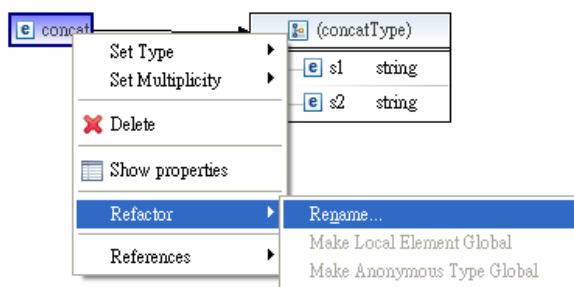 e concat
(concatType)
e s1 string
e s2 string
Set Type
Set Multiplicity
Delete
Show properties
Refactor
References
Rename...
Make Local Element Global
Make Anonymous Type Global